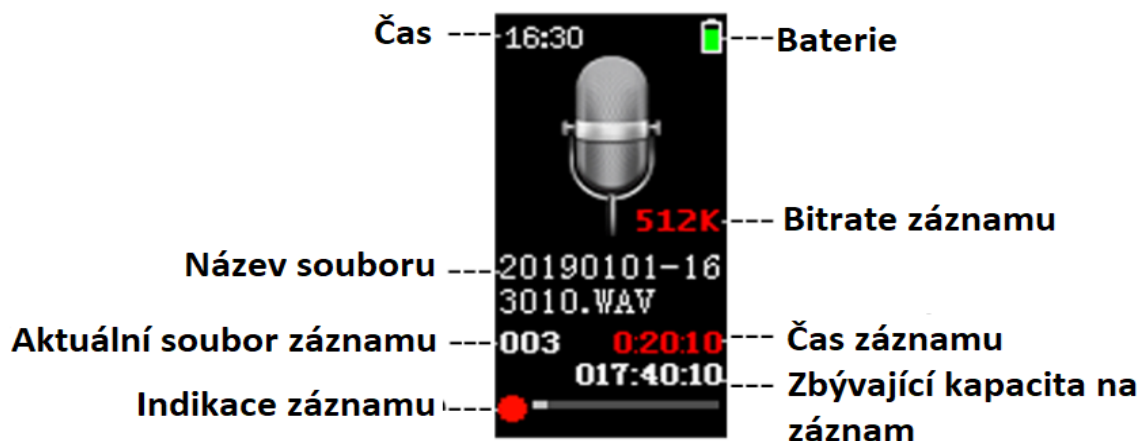 Čas
16:30
Baterie
512K
Bitrate záznamu
Název souboru
20190101-16
3010.WAV
Aktuální soubor záznamu
003
0:20:10
Čas záznamu
017:40:10
Zbývající kapacita na
záznam
Indikace záznamu